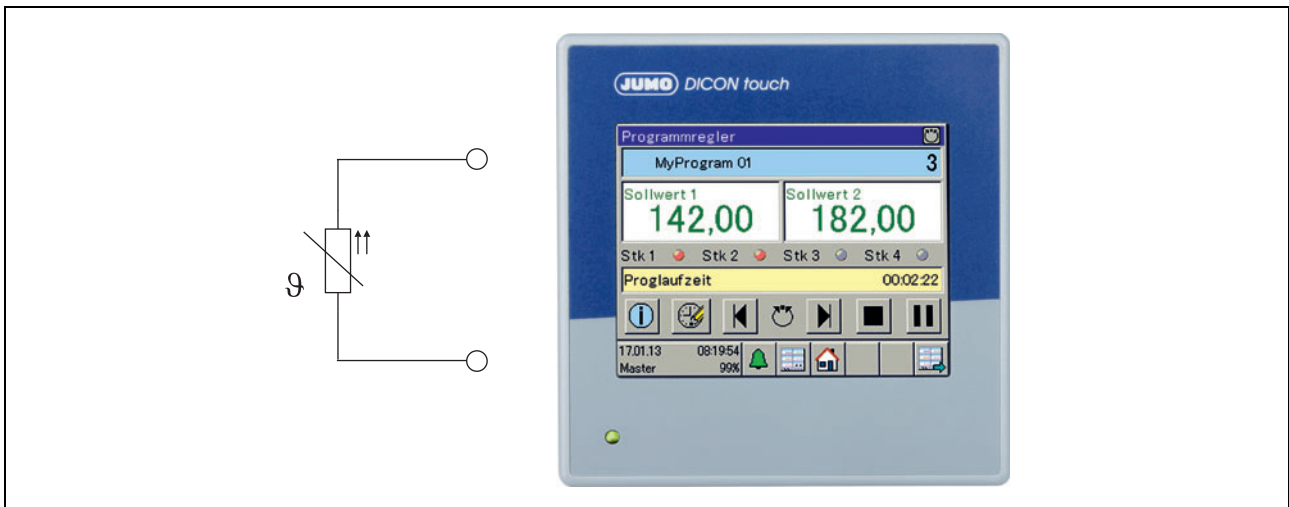 JUMO DICON touch
Programmregler
MyProgram 01 3
Sollwert 1 Sollwert 2
142,00 182,00
Stk 1 Stk 2 Stk 3 Stk 4
Proglaufzeit 00:02:22
17.01.13 08:19:54
Master 99%
ϑ